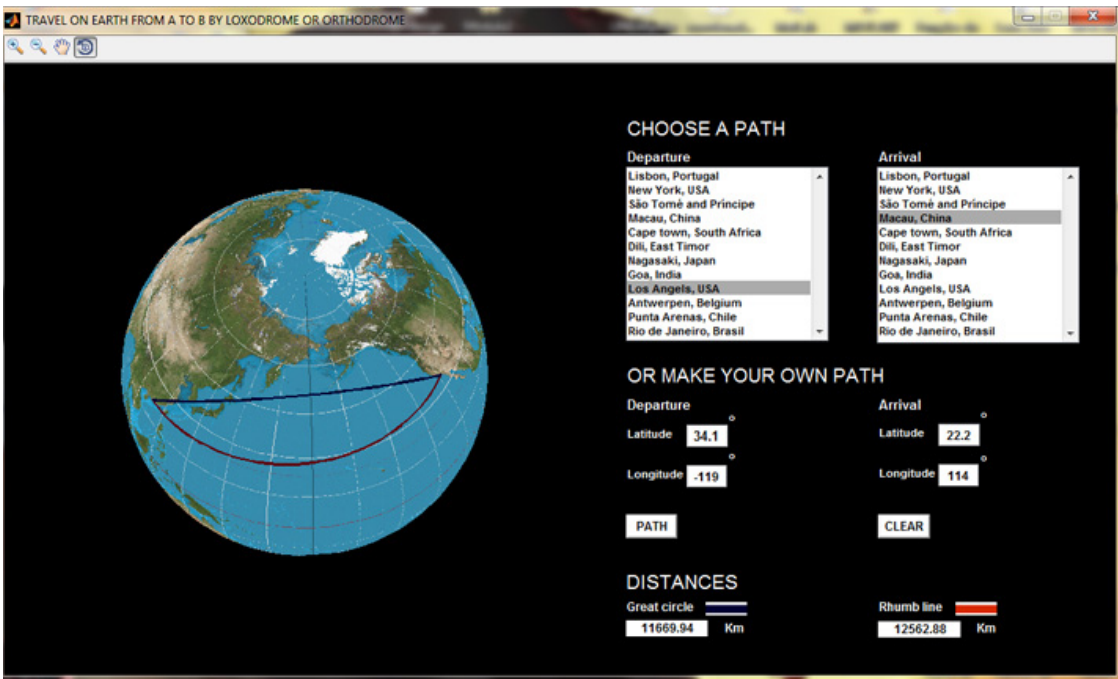 TRAVEL ON EARTH FROM A TO B BY LOXODROME OR ORTHODROME
CHOOSE A PATH
Departure
Lisbon, Portugal
New York, USA
São Tomè and Prìncipe
Macau, China
Cape town, South Africa
Dili, East Timor
Nagasaki, Japan
Goa, India
Los Angels, USA
Antwerpen, Belgium
Punta Arenas, Chile
Rio de Janeiro, Brasil
Arrival
Lisbon, Portugal
New York, USA
São Tomè and Prìncipe
Macau, China
Cape town, South Africa
Dili, East Timor
Nagasaki, Japan
Goa, India
Los Angels, USA
Antwerpen, Belgium
Punta Arenas, Chile
Rio de Janeiro, Brasil
OR MAKE YOUR OWN PATH
Departure
Latitude 34.1 º
Longitude -119 º
Arrival
Latitude 22.2 º
Longitude 114 º
PATH
CLEAR
DISTANCES
Great circle
11669.94 Km
Rhumb line
12562.88 Km